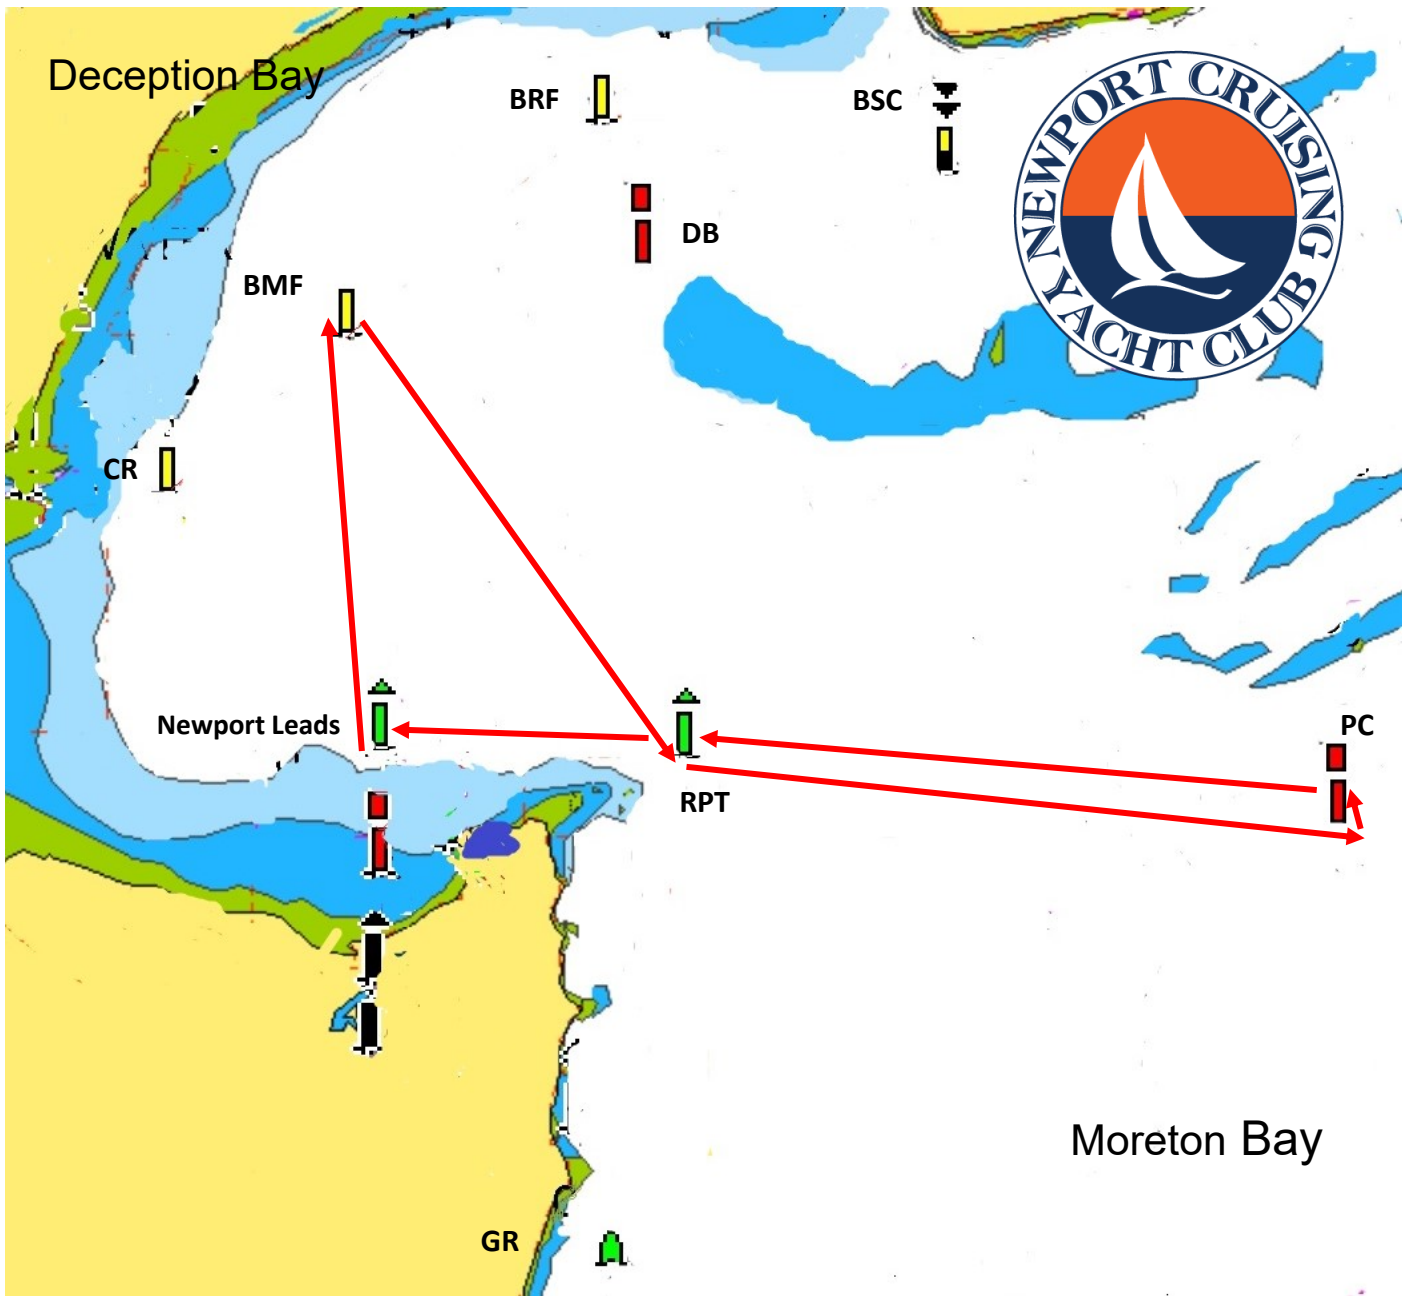 Deception Bay
BRF
BSC
NEWPORT CRUISING
YACHT CLUB
DB
BMF
CR
Newport Leads
PC
RPT
Moreton Bay
GR